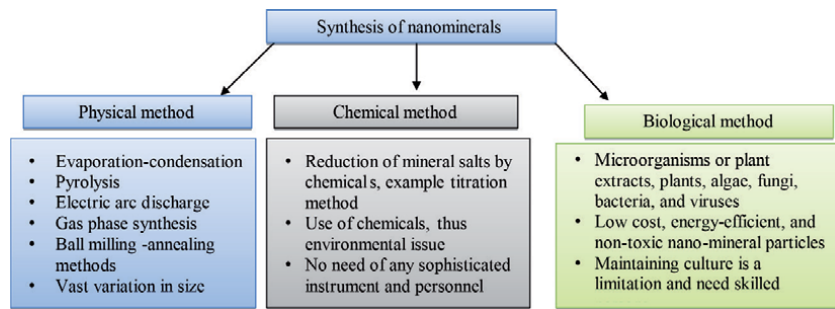 Synthesis of nanominerals
Physical method
• Evaporation-condensation
• Pyrolysis
• Electric arc discharge
• Gas phase synthesis
• Ball milling -annealing
methods
• Vast variation in size
Chemical method
• Reduction of mineral salts by
chemicals, example titration
method
• Use of chemicals, thus
environmental issue
• No need of any sophisticated
instrument and personnel
Biological method
• Microorganisms or plant
extracts, plants, algae, fungi,
bacteria, and viruses
• Low cost, energy-efficient, and
non-toxic nano-mineral particles
• Maintaining culture is a
limitation and need skilled